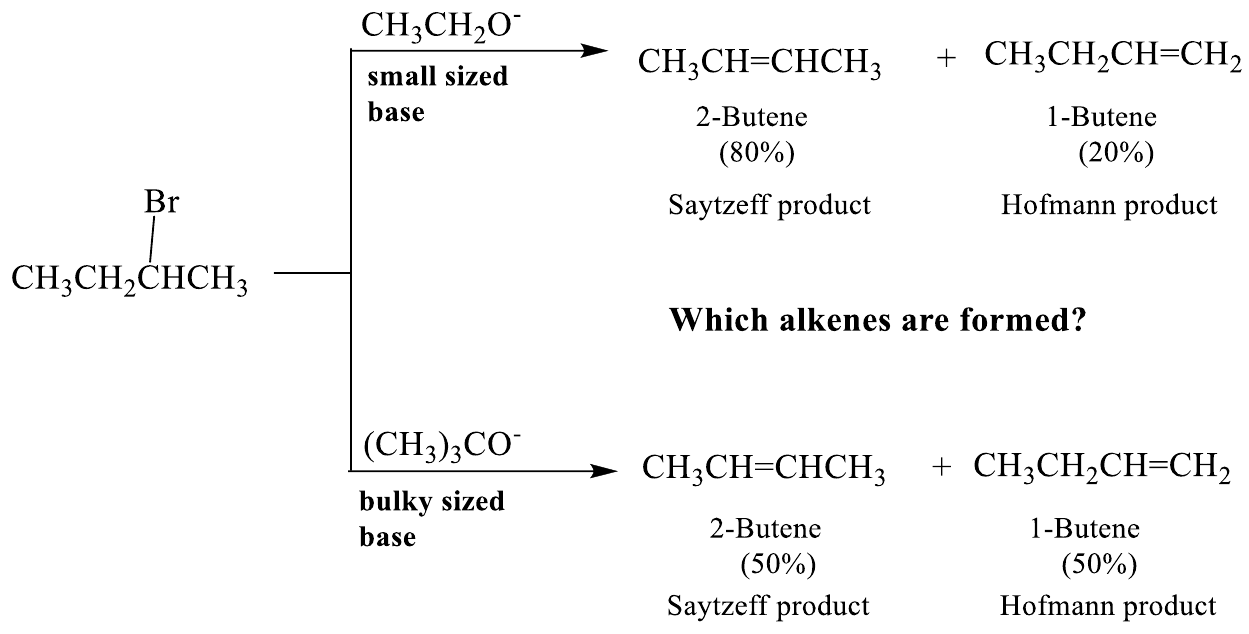 CH₃CH₂O⁻
small sized
base
CH₃CH=CHCH₃ + CH₃CH₂CH=CH₂
2-Butene 1-Butene
(80%) (20%)
Saytzeff product Hofmann product
Br
CH₃CH₂CHCH₃
Which alkenes are formed?
(CH₃)₃CO⁻
bulky sized
base
CH₃CH=CHCH₃ + CH₃CH₂CH=CH₂
2-Butene 1-Butene
(50%) (50%)
Saytzeff product Hofmann product